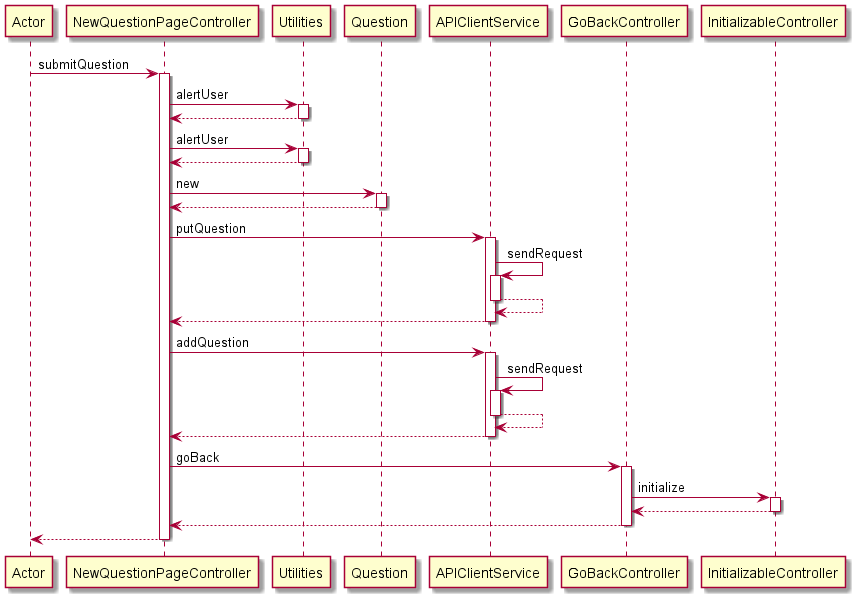 Actor NewQuestionPageController Utilities Question APIClientService GoBackController InitializableController
submitQuestion
alertUser
alertUser
new
putQuestion
sendRequest
addQuestion
sendRequest
goBack
initialize
Actor NewQuestionPageController Utilities Question APIClientService GoBackController InitializableController